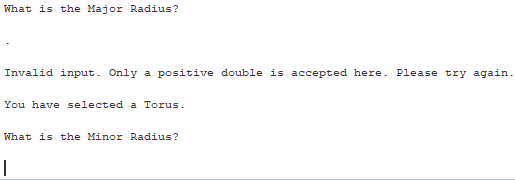 What is the Major Radius?
.
Invalid input. Only a positive double is accepted here. Please try again.
You have selected a Torus.
What is the Minor Radius?